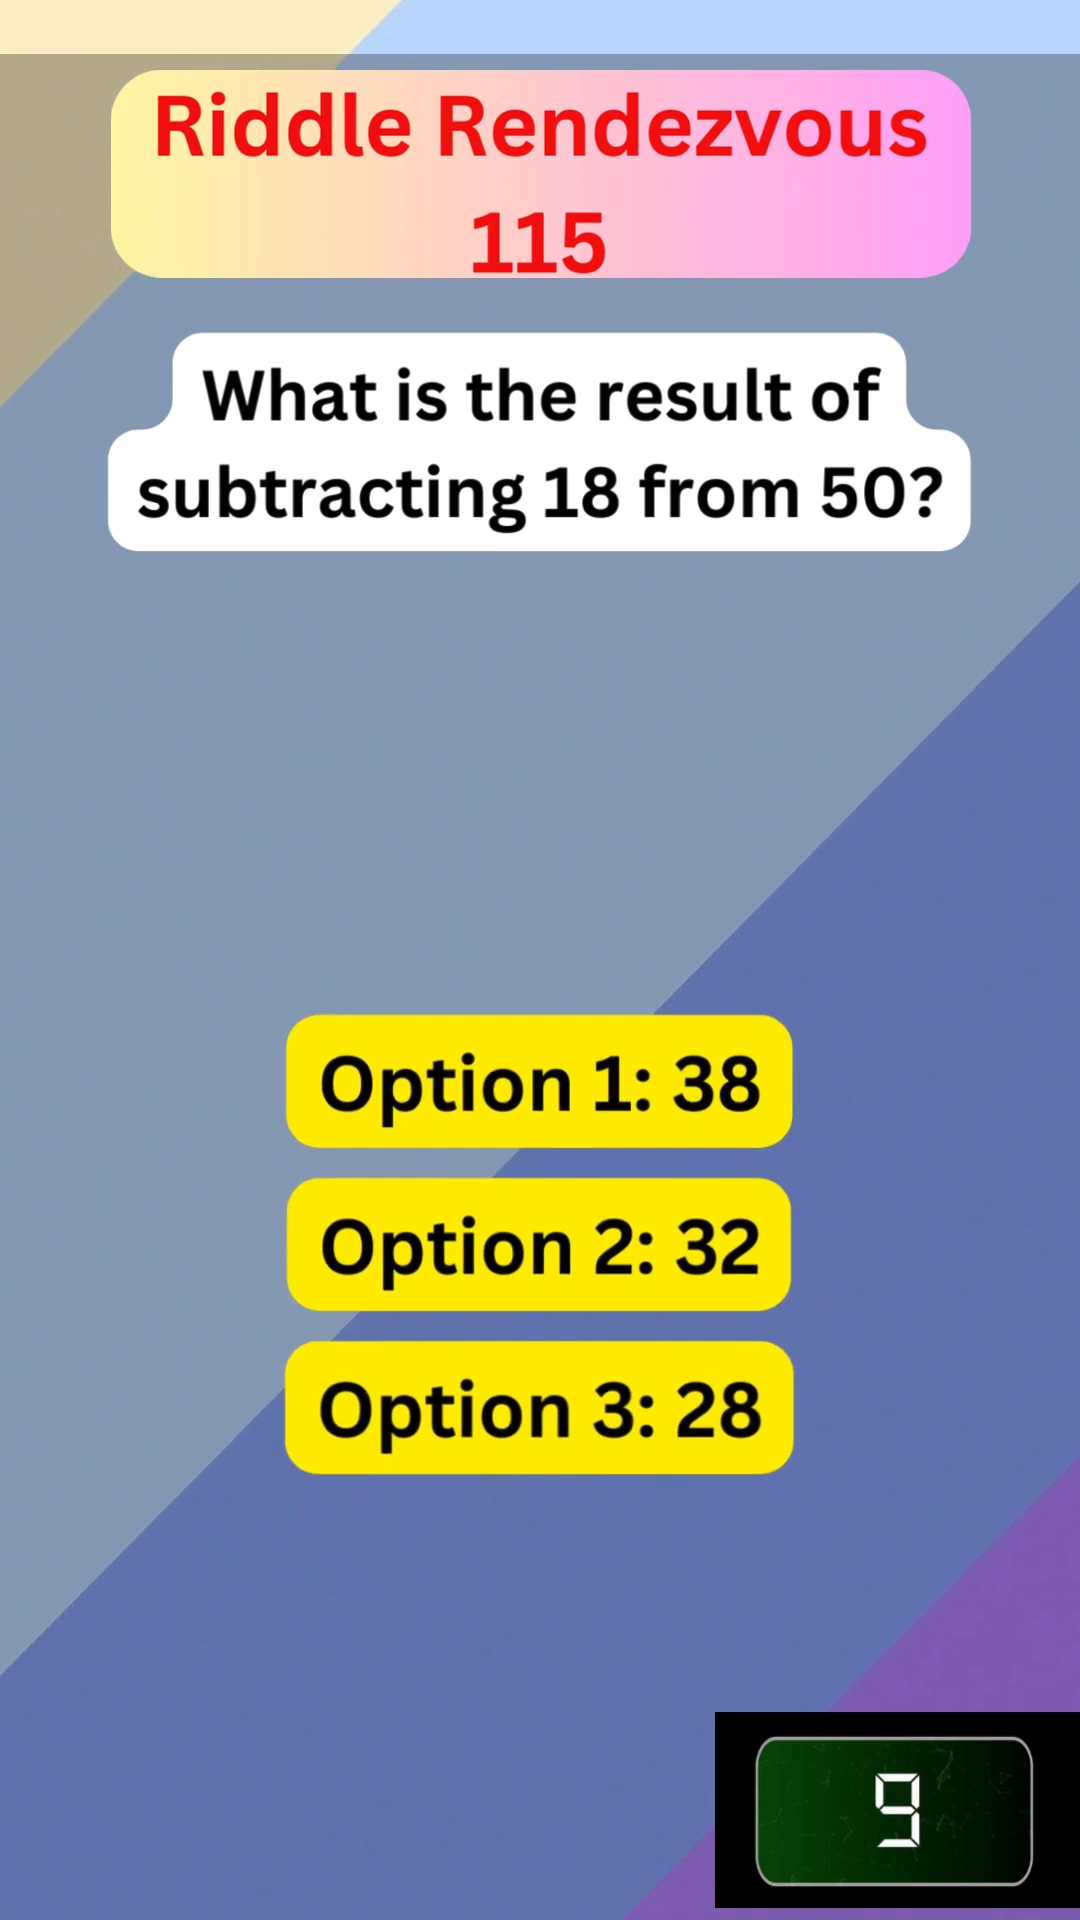 Riddle Rendezvous
115
What is the result of
subtracting 18 from 50?
Option 1: 38
Option 2: 32
Option 3: 28
9